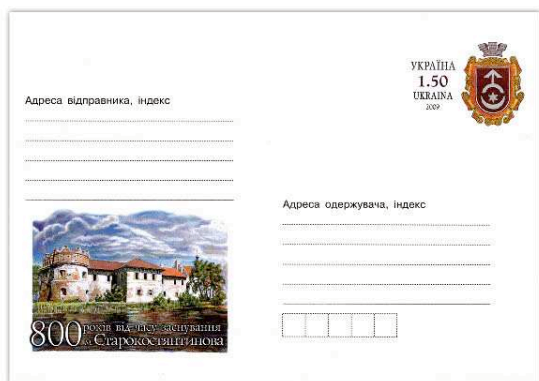 УКРАЇНА
1.50
UKRAINA
2009
Адреса відправника, індекс
Адреса одержувача, індекс
800 років від часу заснування
м. Старокостянтинова